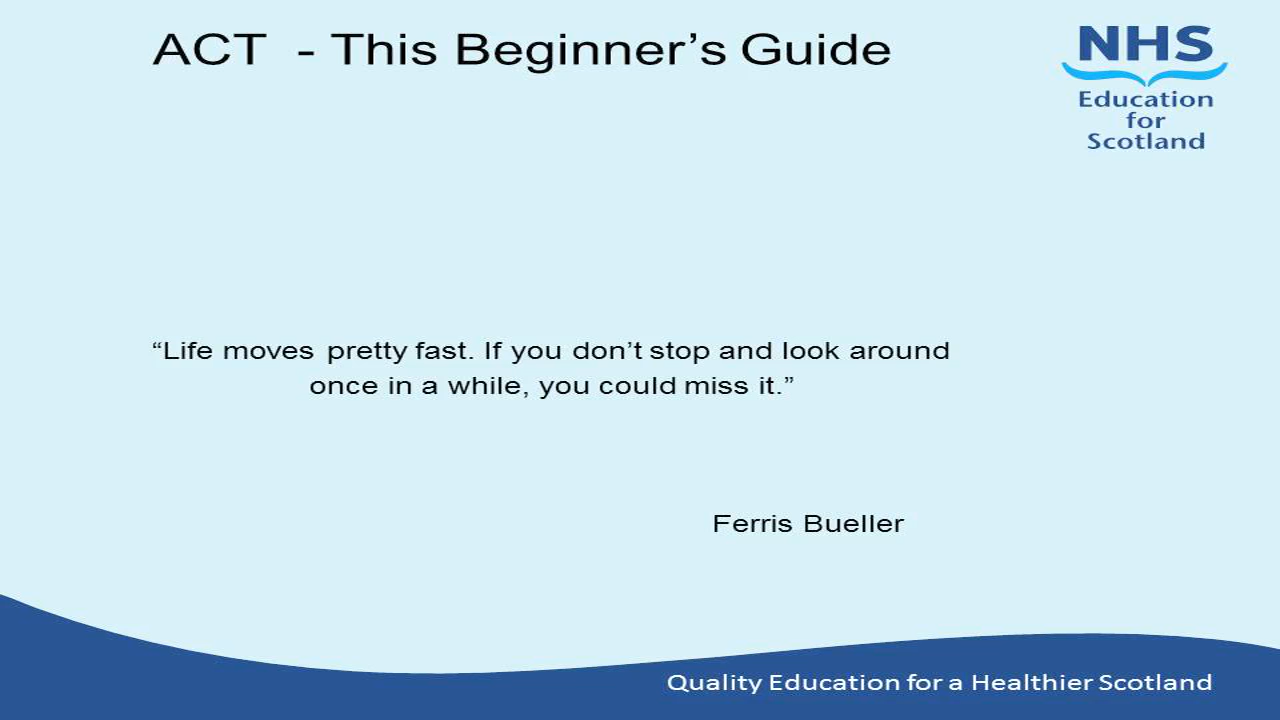 ACT - This Beginner’s Guide
NHS
Education
for
Scotland
“Life moves pretty fast. If you don’t stop and look around
once in a while, you could miss it.”
Ferris Bueller
Quality Education for a Healthier Scotland